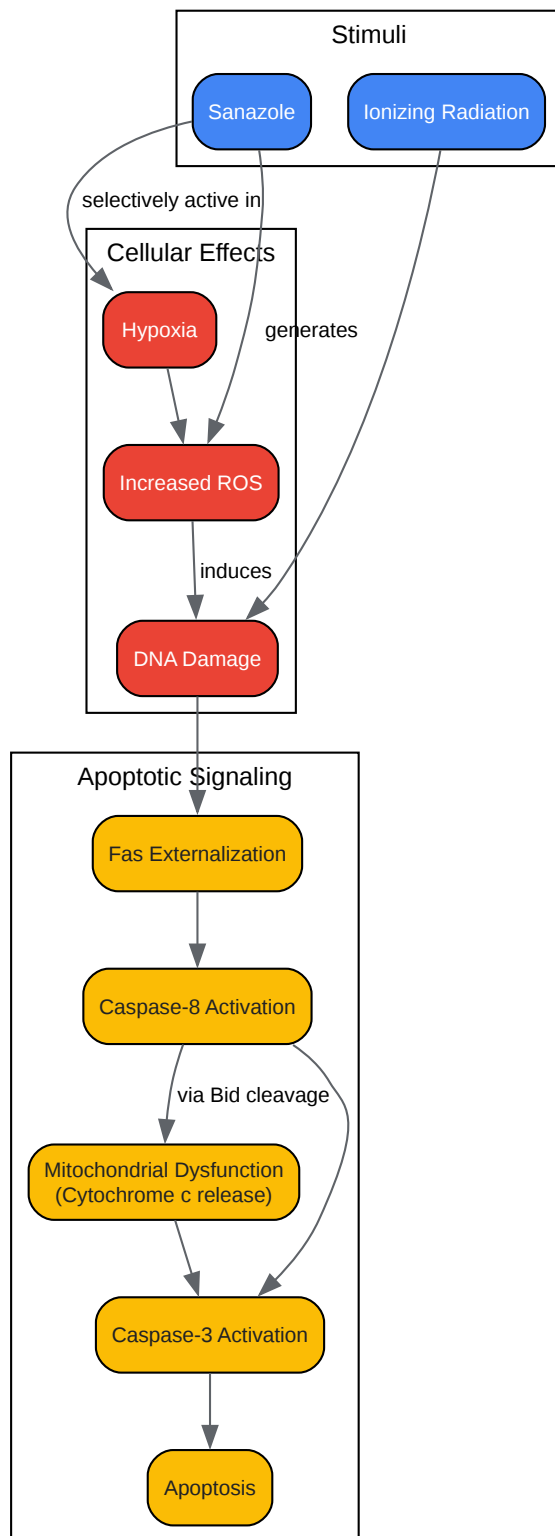 Stimuli
Sanazole
Ionizing Radiation
selectively active in
Cellular Effects
Hypoxia
generates
Increased ROS
induces
DNA Damage
Apoptotic Signaling
Fas Externalization
Caspase-8 Activation
via Bid cleavage
Mitochondrial Dysfunction
(Cytochrome c release)
Caspase-3 Activation
Apoptosis